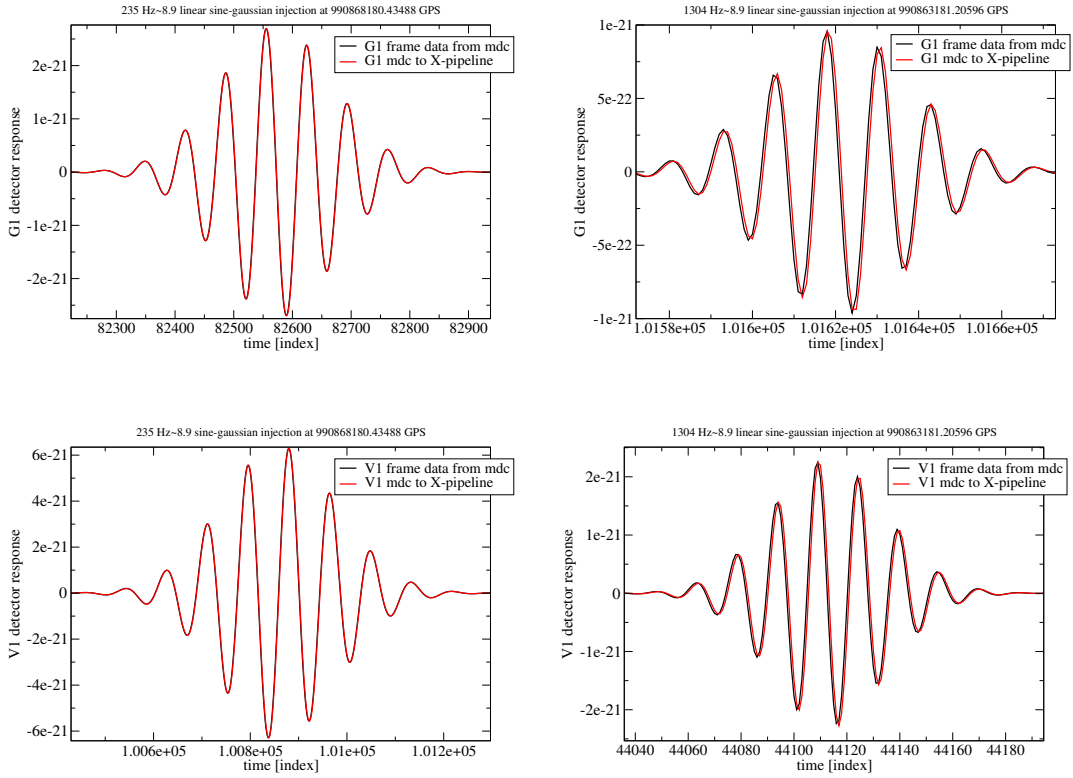 235 Hz~8.9 linear sine-gaussian injection at 990868180.43488 GPS
G1 frame data from mdc
G1 mdc to X-pipeline
2e-21
1e-21
0
-1e-21
-2e-21
G1 detector response
82300 82400 82500 82600 82700 82800 82900
time [index]
1304 Hz~8.9 linear sine-gaussian injection at 990863181.20596 GPS
G1 frame data from mdc
G1 mdc to X-pipeline
1e-21
5e-22
0
-5e-22
-1e-21
G1 detector response
1.0158e+05 1.016e+05 1.0162e+05 1.0164e+05 1.0166e+05
time [index]
235 Hz~8.9 sine-gaussian injection at 990868180.43488 GPS
V1 frame data from mdc
V1 mdc to X-pipeline
6e-21
4e-21
2e-21
0
-2e-21
-4e-21
-6e-21
V1 detector response
1.006e+05 1.008e+05 1.01e+05 1.012e+05
time [index]
1304 Hz~8.9 linear sine-gaussian injection at 990863181.20596 GPS
V1 frame data from mdc
V1 mdc to X-pipeline
2e-21
1e-21
0
-1e-21
-2e-21
V1 detector response
44040 44060 44080 44100 44120 44140 44160 44180
time [index]